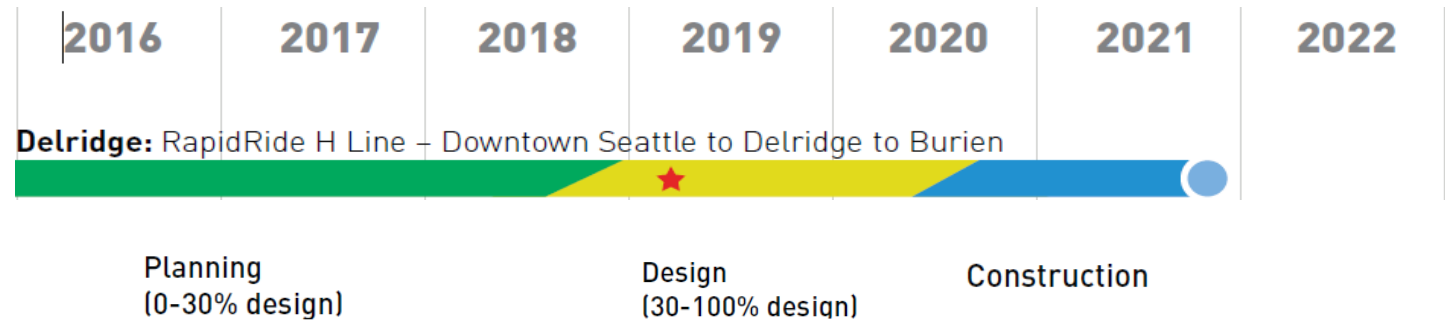 2016 2017 2018 2019 2020 2021 2022
Delridge: RapidRide H Line – Downtown Seattle to Delridge to Burien
Planning Design Construction
(0-30% design) (30-100% design)